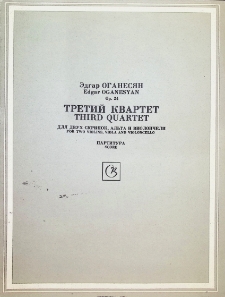 Эдгар ОГАНЕСЯН
Edgar OGANESYAN
Op. 24
ТРЕТИЙ КВАРТЕТ
THIRD QUARTET
ДЛЯ ДВУХ СКРИПОК, АЛЬТА И ВИОЛОНЧЕЛИ
FOR TWO VIOLINS, VIOLA AND VIOLONCELLO
ПАРТИТУРА
SCORE